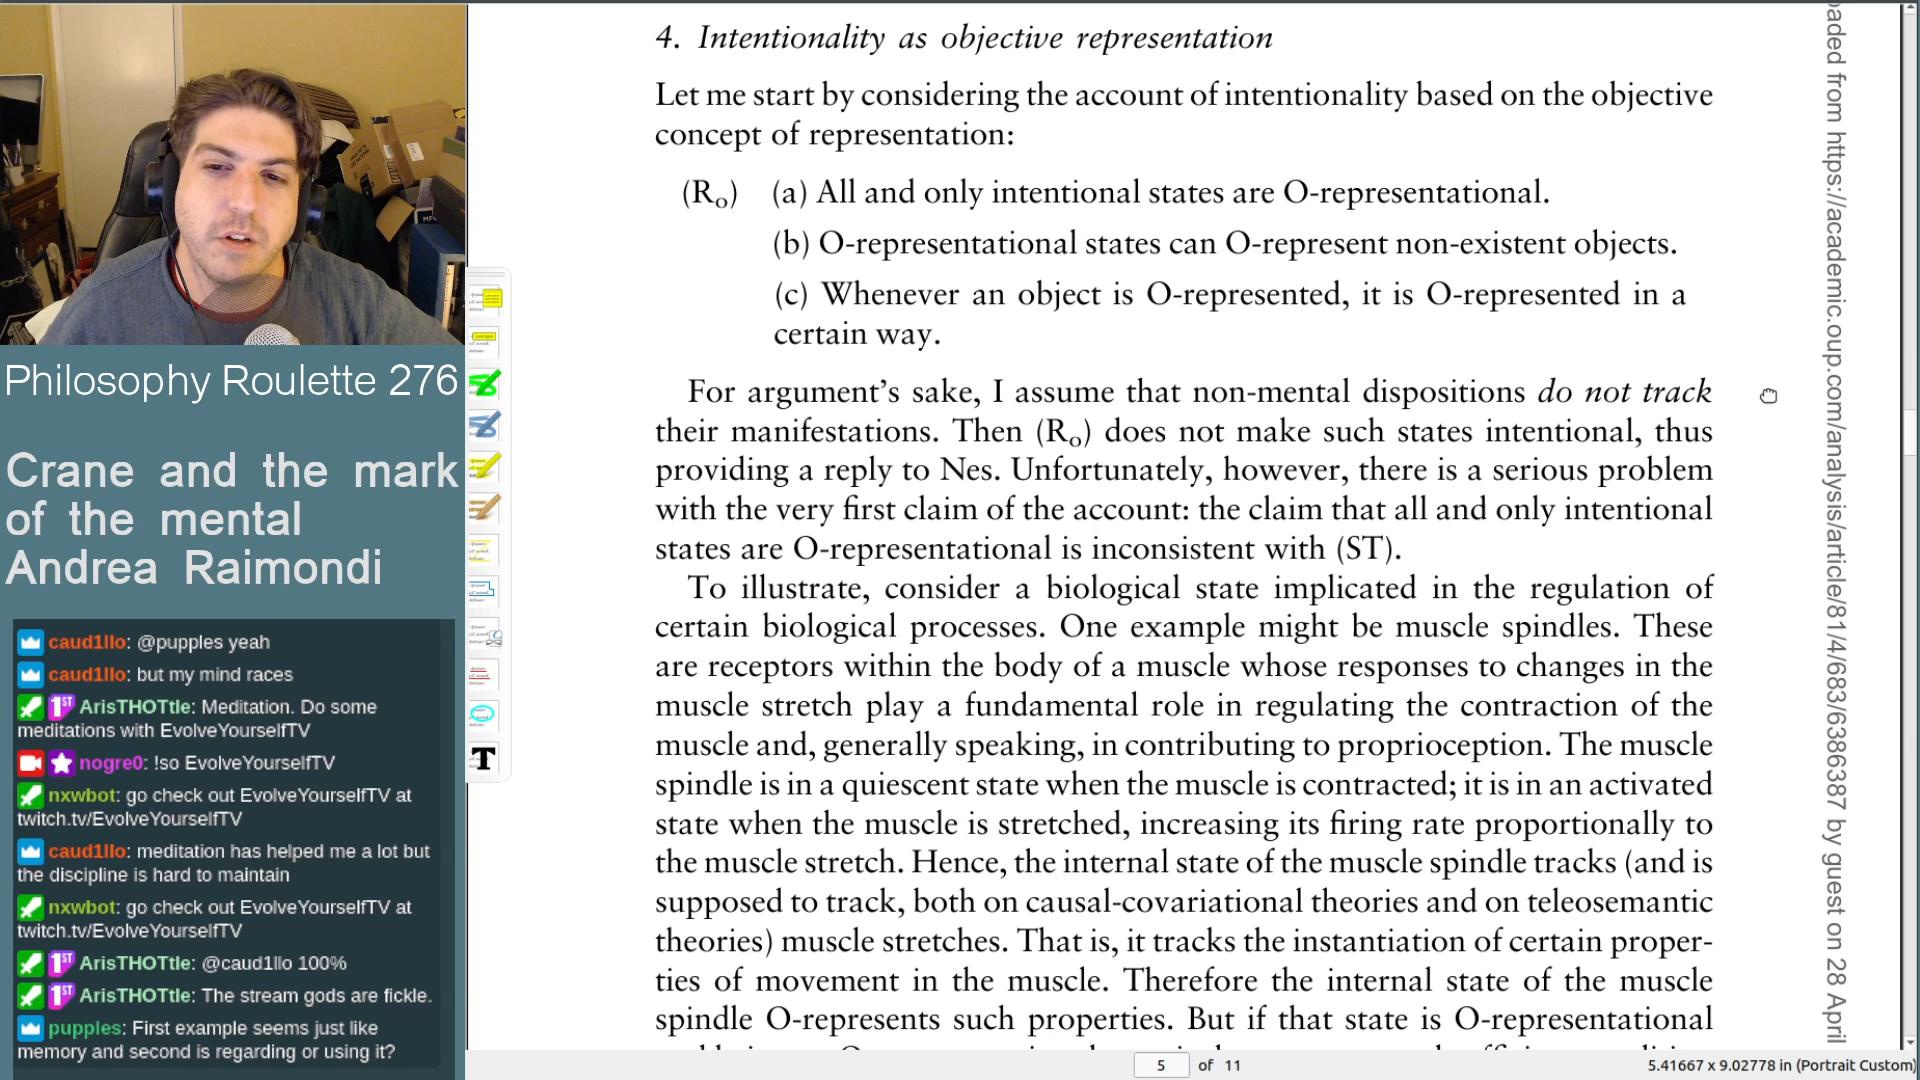 Philosophy Roulette 276
Crane and the mark
of the mental
Andrea Raimondi
caud1llo: @pupples yeah
caud1llo: but my mind races
ArisTHOTtle: Meditation. Do some
meditations with EvolveYourselfTV
nogre0: !so EvolveYourselfTV
nxwbot: go check out EvolveYourselfTV at
twitch.tv/EvolveYourselfTV
caud1llo: meditation has helped me a lot but
the discipline is hard to maintain
nxwbot: go check out EvolveYourselfTV at
twitch.tv/EvolveYourselfTV
ArisTHOTtle: @caud1llo 100%
ArisTHOTtle: The stream gods are fickle.
pupples: First example seems just like
memory and second is regarding or using it?
4. Intentionality as objective representation
Let me start by considering the account of intentionality based on the objective
concept of representation:
(Ro) (a) All and only intentional states are O-representational.
(b) O-representational states can O-represent non-existent objects.
(c) Whenever an object is O-represented, it is O-represented in a
certain way.
For argument’s sake, I assume that non-mental dispositions do not track
their manifestations. Then (Ro) does not make such states intentional, thus
providing a reply to Nes. Unfortunately, however, there is a serious problem
with the very first claim of the account: the claim that all and only intentional
states are O-representational is inconsistent with (ST).
To illustrate, consider a biological state implicated in the regulation of
certain biological processes. One example might be muscle spindles. These
are receptors within the body of a muscle whose responses to changes in the
muscle stretch play a fundamental role in regulating the contraction of the
muscle and, generally speaking, in contributing to proprioception. The muscle
spindle is in a quiescent state when the muscle is contracted; it is in an activated
state when the muscle is stretched, increasing its firing rate proportionally to
the muscle stretch. Hence, the internal state of the muscle spindle tracks (and is
supposed to track, both on causal-covariational theories and on teleosemantic
theories) muscle stretches. That is, it tracks the instantiation of certain proper-
ties of movement in the muscle. Therefore the internal state of the muscle
spindle O-represents such properties. But if that state is O-representational
T
aded from https://academic.oup.com/analysis/article/81/4/683/6386387 by guest on 28 April
5 of 11
5.41667 x 9.02778 in (Portrait Custom)